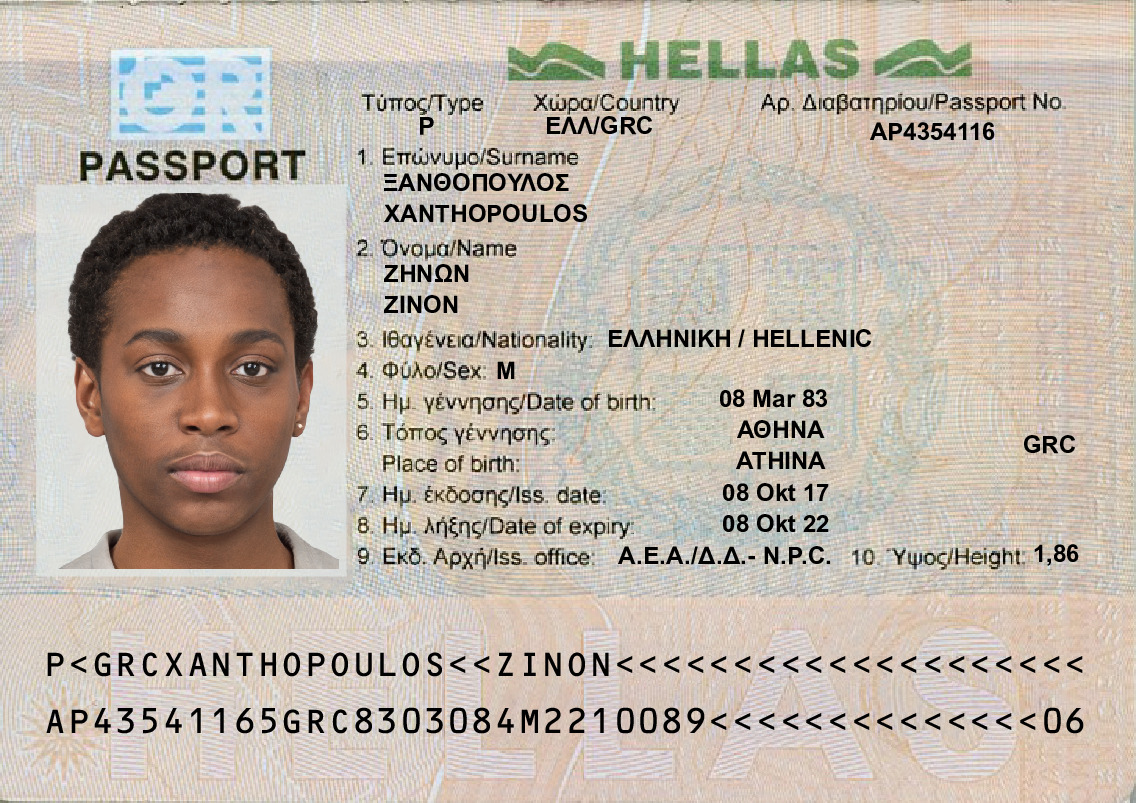 GR
PASSPORT
HELLAS
Τύπος/Type Χώρα/Country Αρ. Διαβατηρίου/Passport No.
P ΕΛΛ/GRC AP4354116
1. Επώνυμο/Surname
ΞΑΝΘΟΠΟΥΛΟΣ
XANTHOPOULOS
2. Όνομα/Name
ΖΗΝΩΝ
ZINON
3. Ιθαγένεια/Nationality: ΕΛΛΗΝΙΚΗ / HELLENIC
4. Φύλο/Sex: M
5. Ημ. γέννησης/Date of birth: 08 Mar 83
6. Τόπος γέννησης: ΑΘΗΝΑ
Place of birth: ATHINA GRC
7. Ημ. έκδοσης/Iss. date: 08 Okt 17
8. Ημ. λήξης/Date of expiry: 08 Okt 22
9. Εκδ. Αρχή/Iss. office: Α.Ε.Α./Δ.Δ.- N.P.C. 10. Ύψος/Height: 1,86
HELLAS
P<GRCXANTHOPOULOS<<ZINON<<<<<<<<<<<<<<<<<<<<
AP43541165GRC8303084M2210089<<<<<<<<<<<<<<06